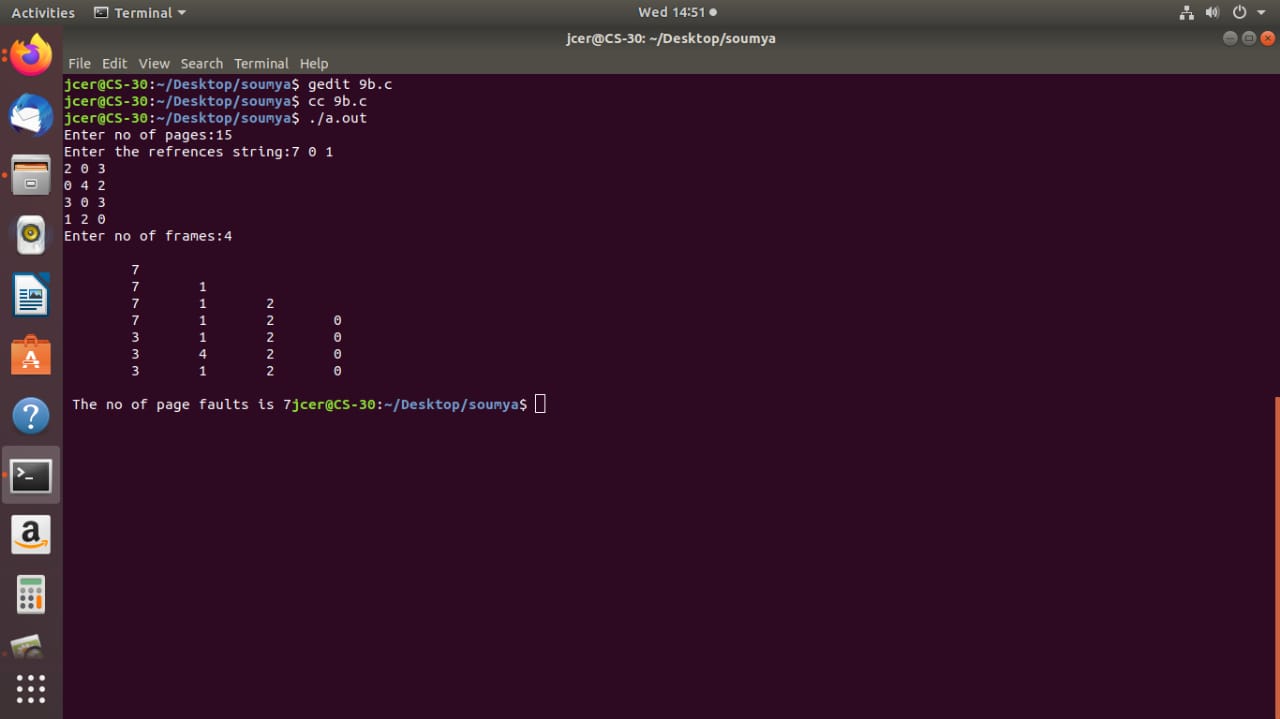 Activities Terminal Wed 14:51
jcer@CS-30: ~/Desktop/soumya
File Edit View Search Terminal Help
jcer@CS-30:~/Desktop/soumya$ gedit 9b.c
jcer@CS-30:~/Desktop/soumya$ cc 9b.c
jcer@CS-30:~/Desktop/soumya$ ./a.out
Enter no of pages:15
Enter the refrences string:7 0 1
2 0 3
0 4 2
3 0 3
1 2 0
Enter no of frames:4
7
7 1
7 1 2
7 1 2 0
3 1 2 0
3 4 2 0
3 1 2 0
The no of page faults is 7jcer@CS-30:~/Desktop/soumya$